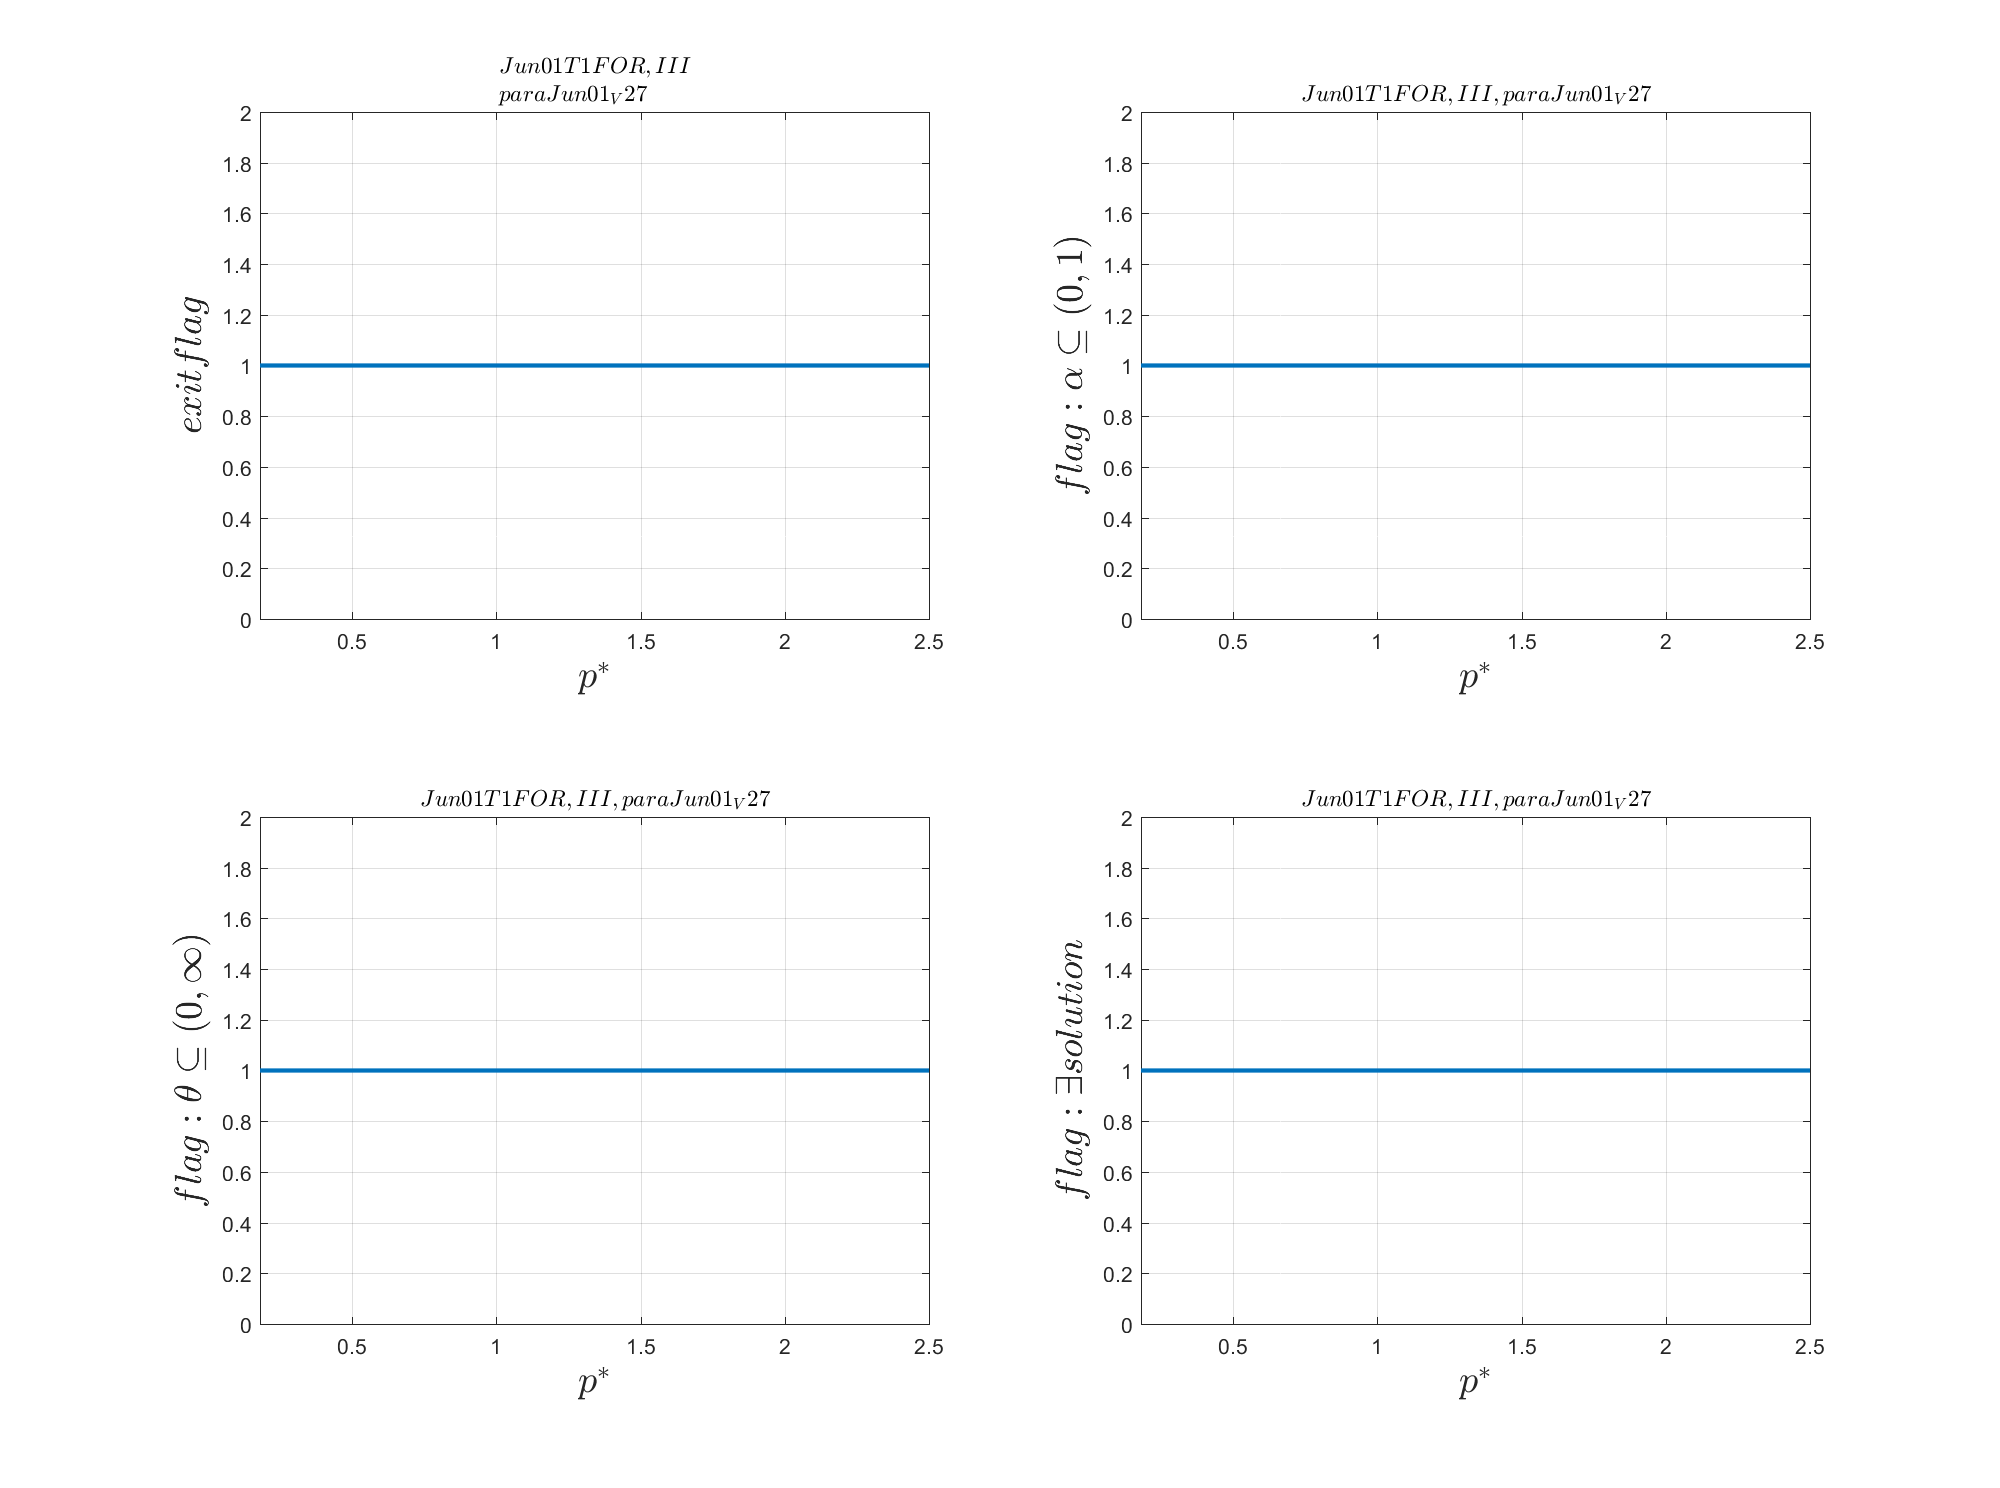 Jun01T1FOR, III
paraJun01_V27
2
1.8
1.6
1.4
1.2
1
0.8
0.6
0.4
0.2
0
exitflag
0.5 1 1.5 2 2.5
p*
Jun01T1FOR, III, paraJun01_V27
2
1.8
1.6
1.4
1.2
1
0.8
0.6
0.4
0.2
0
flag : α ⊆ (0, 1)
0.5 1 1.5 2 2.5
p*
Jun01T1FOR, III, paraJun01_V27
2
1.8
1.6
1.4
1.2
1
0.8
0.6
0.4
0.2
0
flag : θ ⊆ (0, ∞)
0.5 1 1.5 2 2.5
p*
Jun01T1FOR, III, paraJun01_V27
2
1.8
1.6
1.4
1.2
1
0.8
0.6
0.4
0.2
0
flag : ∃solution
0.5 1 1.5 2 2.5
p*